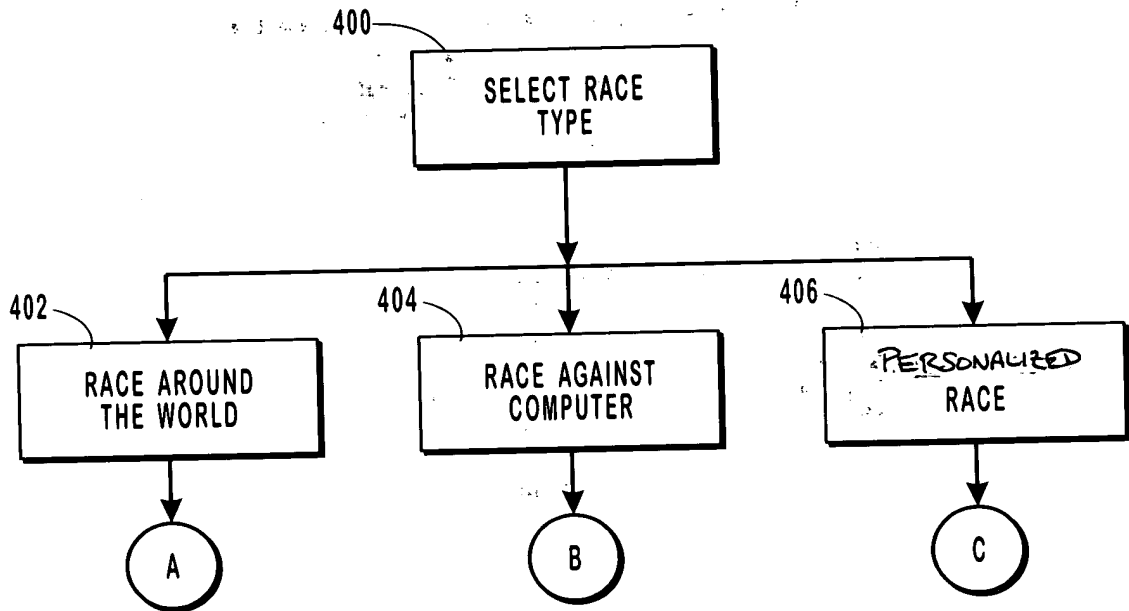 400
SELECT RACE
TYPE
402
404
406
RACE AROUND
THE WORLD
RACE AGAINST
COMPUTER
PERSONALIZED
RACE
A
B
C